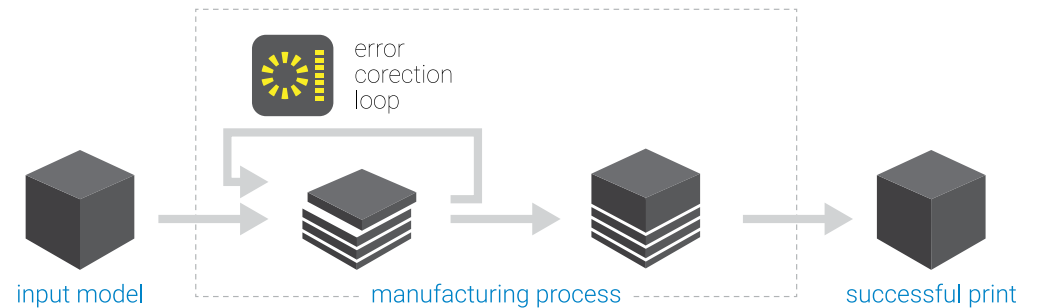 error
corection
loop
input model
manufacturing process
successful print